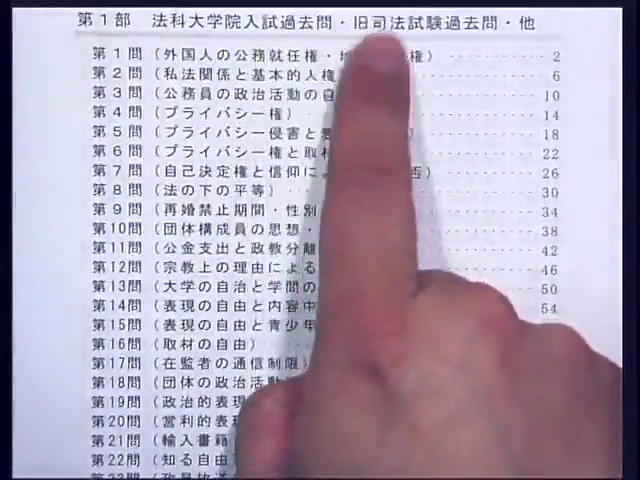 第1部 法科大学院入試過去問・旧司法試験過去問・他
第1問（外国人の公務就任権・ 権） 2
第2問（私法関係と基本的人権 6
第3問（公務員の政治活動の自 10
第4問（プライバシー権） 14
第5問（プライバシー侵害と ） 18
第6問（プライバシー権と取材 22
第7問（自己決定権と信仰に 否） 26
第8問（法の下の平等） 30
第9問（再婚禁止期間・性別 34
第10問（団体構成員の思想・ 38
第11問（公金支出と政教分離 42
第12問（宗教上の理由による 46
第13問（大学の自治と学問の 50
第14問（表現の自由と内容中 54
第15問（表現の自由と青少年
第16問（取材の自由）
第17問（在監者の通信制限）
第18問（団体の政治活動
第19問（政治的表現
第20問（営利的表現
第21問（輸入書籍
第22問（知る自由